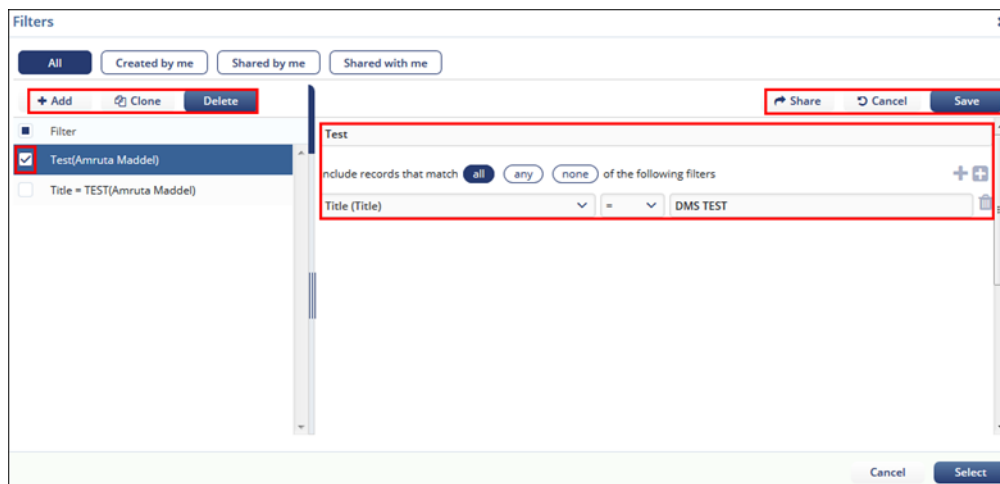 Filters
All Created by me Shared by me Shared with me
Add Clone Delete Share Cancel Save
Filter
Test
Test(Amruta Maddel)
nclude records that match all any none of the following filters
Title = TEST(Amruta Maddel)
Title (Title) = DMS TEST
Cancel Select